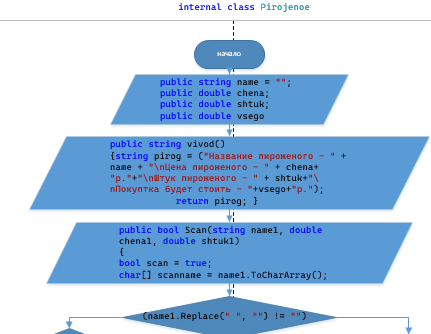 internal class Pirojenoe
начало
public string name = "";
public double chena;
public double shtuk;
public double vsego
public string vivod()
{string pirog = ("Название пироженого - " +
name + "\nЦена пироженого - " + chena+
"р."+"\nШтук пироженого - " + shtuk+"\
nПокуптка будет стоить - "+vsego+"р.");
return pirog; }
public bool Scan(string name1, double
chena1, double shtuk1)
{
bool scan = true;
char[] scanname = name1.ToCharArray();
(name1.Replace(" ", "") != "")